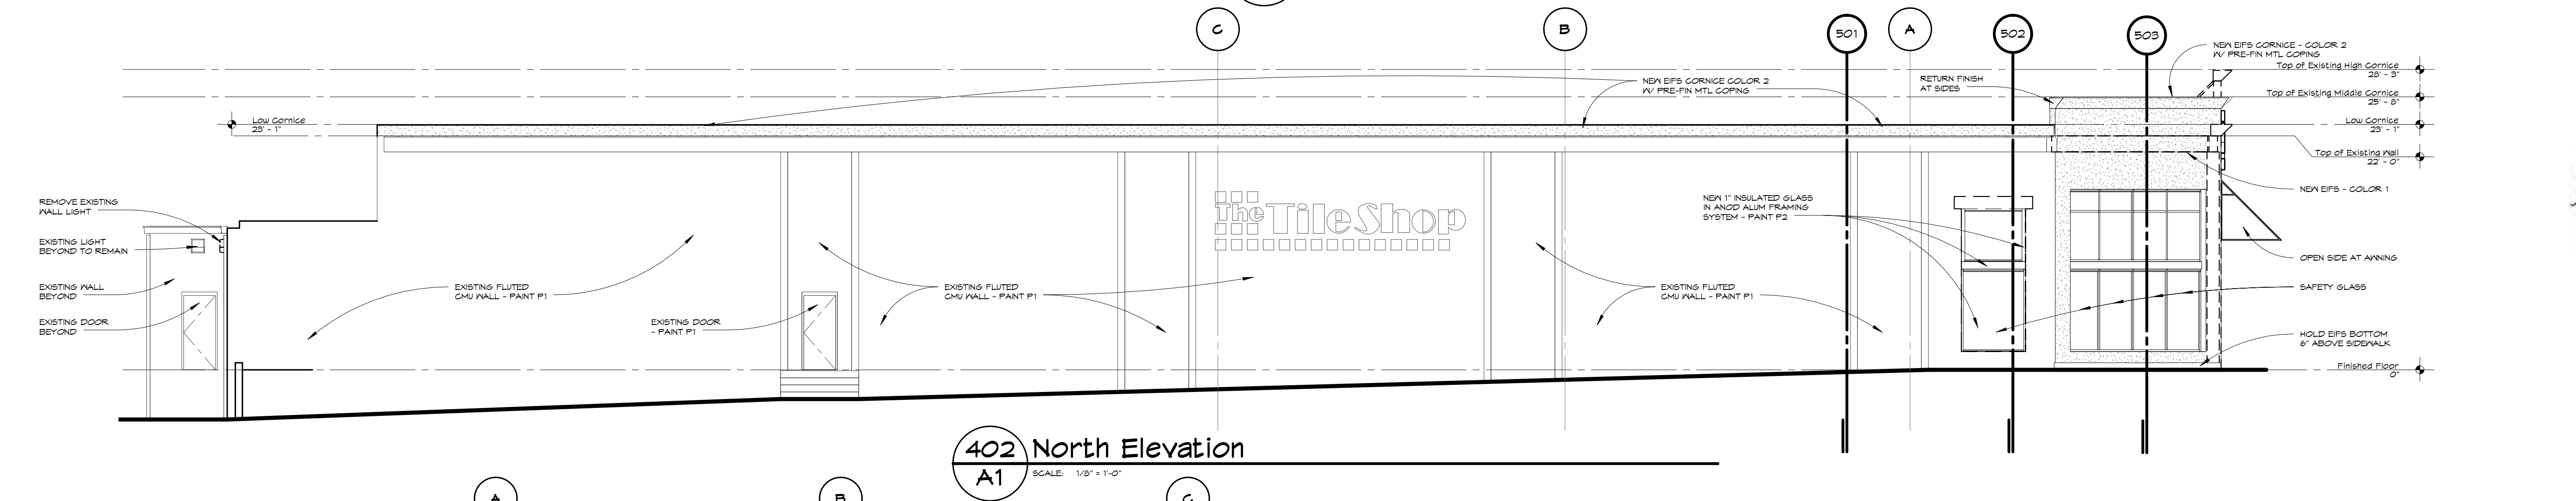 C
B
501
A
502
503
NEW EIFS CORNICE - COLOR 2
W/ PRE-FIN MTL COPING
Top of Existing High Cornice
28' - 3"
NEW EIFS CORNICE COLOR 2
W/ PRE-FIN MTL COPING
RETURN FINISH
AT SIDES
Top of Existing Middle Cornice
25' - 8"
Low Cornice
23' - 1"
Low Cornice
23' - 1"
Top of Existing Wall
22' - 0"
REMOVE EXISTING
WALL LIGHT
The Tile Shop
NEW 1" INSULATED GLASS
IN ANOD ALUM FRAMING
SYSTEM - PAINT P2
NEW EIFS - COLOR 1
EXISTING LIGHT
BEYOND TO REMAIN
OPEN SIDE AT AWNING
EXISTING WALL
BEYOND
EXISTING FLUTED
CMU WALL - PAINT P1
EXISTING FLUTED
CMU WALL - PAINT P1
EXISTING FLUTED
CMU WALL - PAINT P1
SAFETY GLASS
EXISTING DOOR
BEYOND
EXISTING DOOR
- PAINT P1
HOLD EIFS BOTTOM
6" ABOVE SIDEWALK
Finished Floor
0"
402
A1
North Elevation
SCALE: 1/8" = 1'-0"
A
B
C